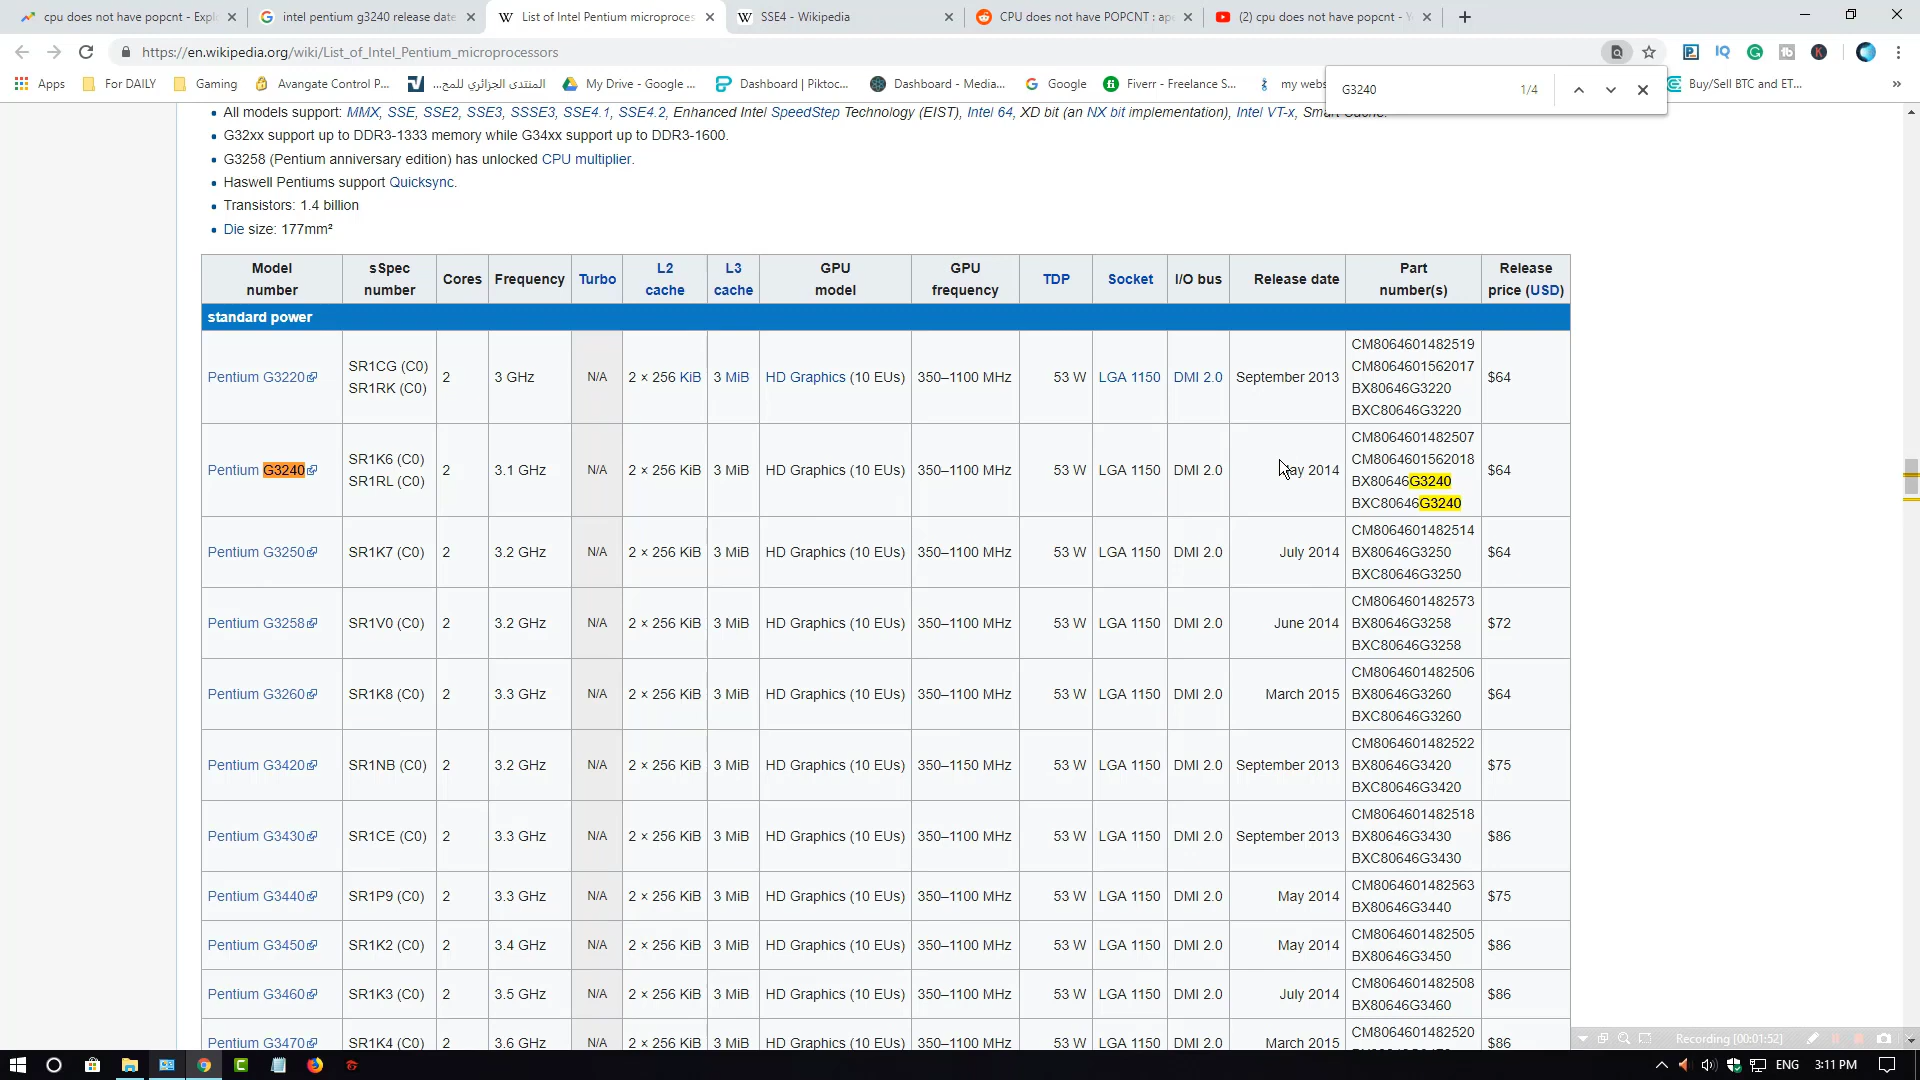 cpu does not have popcnt - Expl
intel pentium g3240 release date
List of Intel Pentium microproces
SSE4 - Wikipedia
CPU does not have POPCNT : ap
(2) cpu does not have popcnt - Y
https://en.wikipedia.org/wiki/List_of_Intel_Pentium_microprocessors
Apps
For DAILY
Gaming
Avangate Control P...
المنتدى الجزائري للمح...
My Drive - Google ...
Dashboard | Piktoc...
Dashboard - Media...
Google
Fiverr - Freelance S...
my webs
Buy/Sell BTC and ET...
»
G3240 1/4
All models support: MMX, SSE, SSE2, SSE3, SSSE3, SSE4.1, SSE4.2, Enhanced Intel SpeedStep Technology (EIST), Intel 64, XD bit (an NX bit implementation), Intel VT-x, Smart Cache.
G32xx support up to DDR3-1333 memory while G34xx support up to DDR3-1600.
G3258 (Pentium anniversary edition) has unlocked CPU multiplier.
Haswell Pentiums support Quicksync.
Transistors: 1.4 billion
Die size: 177mm²
Model number sSpec number Cores Frequency Turbo L2 cache L3 cache GPU model GPU frequency TDP Socket I/O bus Release date Part number(s) Release price (USD)
standard power
Pentium G3220 SR1CG (C0) SR1RK (C0) 2 3 GHz N/A 2 × 256 KiB 3 MiB HD Graphics (10 EUs) 350–1100 MHz 53 W LGA 1150 DMI 2.0 September 2013 CM8064601482519 CM8064601562017 BX80646G3220 BXC80646G3220 $64
Pentium G3240 SR1K6 (C0) SR1RL (C0) 2 3.1 GHz N/A 2 × 256 KiB 3 MiB HD Graphics (10 EUs) 350–1100 MHz 53 W LGA 1150 DMI 2.0 May 2014 CM8064601482507 CM8064601562018 BX80646G3240 BXC80646G3240 $64
Pentium G3250 SR1K7 (C0) 2 3.2 GHz N/A 2 × 256 KiB 3 MiB HD Graphics (10 EUs) 350–1100 MHz 53 W LGA 1150 DMI 2.0 July 2014 CM8064601482514 BX80646G3250 BXC80646G3250 $64
Pentium G3258 SR1V0 (C0) 2 3.2 GHz N/A 2 × 256 KiB 3 MiB HD Graphics (10 EUs) 350–1100 MHz 53 W LGA 1150 DMI 2.0 June 2014 CM8064601482573 BX80646G3258 BXC80646G3258 $72
Pentium G3260 SR1K8 (C0) 2 3.3 GHz N/A 2 × 256 KiB 3 MiB HD Graphics (10 EUs) 350–1100 MHz 53 W LGA 1150 DMI 2.0 March 2015 CM8064601482506 BX80646G3260 BXC80646G3260 $64
Pentium G3420 SR1NB (C0) 2 3.2 GHz N/A 2 × 256 KiB 3 MiB HD Graphics (10 EUs) 350–1150 MHz 53 W LGA 1150 DMI 2.0 September 2013 CM8064601482522 BX80646G3420 BXC80646G3420 $75
Pentium G3430 SR1CE (C0) 2 3.3 GHz N/A 2 × 256 KiB 3 MiB HD Graphics (10 EUs) 350–1100 MHz 53 W LGA 1150 DMI 2.0 September 2013 CM8064601482518 BX80646G3430 BXC80646G3430 $86
Pentium G3440 SR1P9 (C0) 2 3.3 GHz N/A 2 × 256 KiB 3 MiB HD Graphics (10 EUs) 350–1100 MHz 53 W LGA 1150 DMI 2.0 May 2014 CM8064601482563 BX80646G3440 $75
Pentium G3450 SR1K2 (C0) 2 3.4 GHz N/A 2 × 256 KiB 3 MiB HD Graphics (10 EUs) 350–1100 MHz 53 W LGA 1150 DMI 2.0 May 2014 CM8064601482505 BX80646G3450 $86
Pentium G3460 SR1K3 (C0) 2 3.5 GHz N/A 2 × 256 KiB 3 MiB HD Graphics (10 EUs) 350–1100 MHz 53 W LGA 1150 DMI 2.0 July 2014 CM8064601482508 BX80646G3460 $86
Pentium G3470 SR1K4 (C0) 2 3.6 GHz N/A 2 × 256 KiB 3 MiB HD Graphics (10 EUs) 350–1100 MHz 53 W LGA 1150 DMI 2.0 March 2015 CM8064601482520 $86
Recording [00:01:52]
ENG 3:11 PM